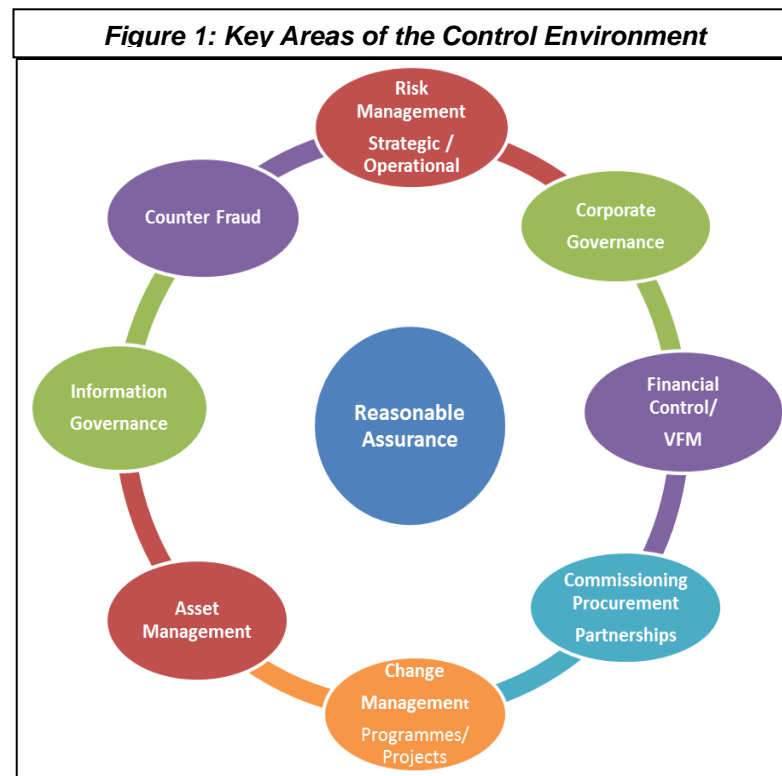 Figure 1: Key Areas of the Control Environment
Risk
Management
Strategic /
Operational
Corporate
Governance
Financial
Control/
VFM
Commissioning
Procurement
Partnerships
Change
Management
Programmes/
Projects
Asset
Management
Information
Governance
Counter Fraud
Reasonable
Assurance